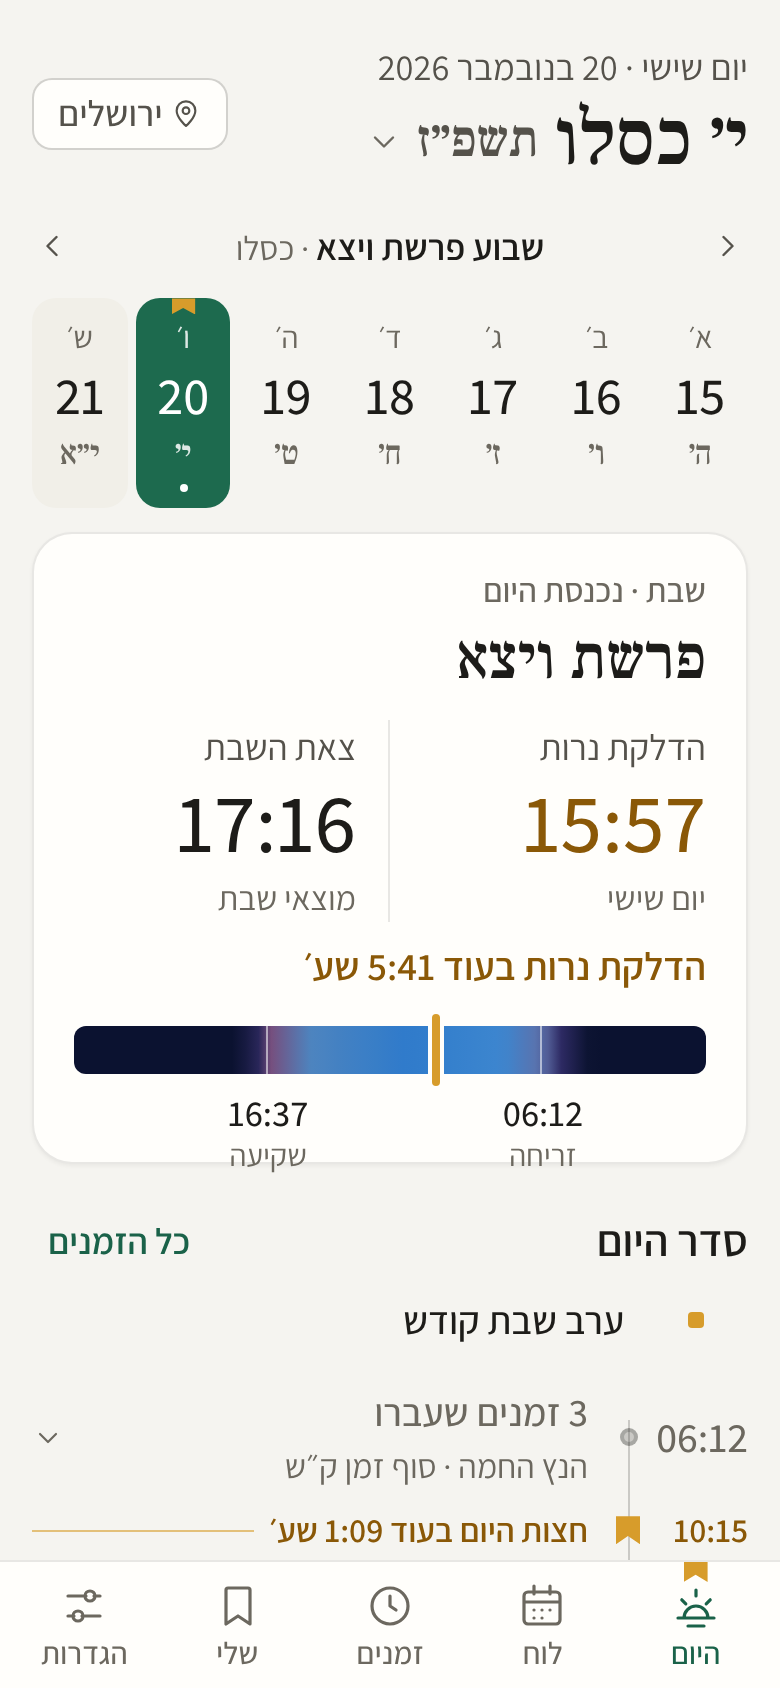 יום שישי · 20 בנובמבר 2026
י׳ כסלו תשפ״ז
ירושלים
שבוע פרשת ויצא · כסלו
א׳ ב׳ ג׳ ד׳ ה׳ ו׳ ש׳
15 16 17 18 19 20 21
ה׳ ו׳ ז׳ ח׳ ט׳ י׳ י״א
שבת · נכנסת היום
פרשת ויצא
הדלקת נרות
15:57
יום שישי
צאת השבת
17:16
מוצאי שבת
הדלקת נרות בעוד 5:41 שע׳
06:12 16:37
זריחה שקיעה
סדר היום כל הזמנים
ערב שבת קודש
06:12 3 זמנים שעברו
הנץ החמה · סוף זמן ק״ש
10:15 חצות היום בעוד 1:09 שע׳
היום לוח זמנים שלי הגדרות